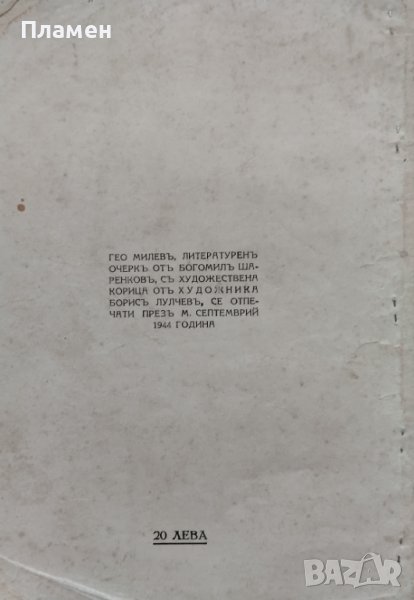 Пламен
ГЕО МИЛЕВЪ, ЛИТЕРАТУРЕНЪ
ОЧЕРКЪ ОТЪ БОГОМИЛЪ ША-
РЕНКОВЪ, СЪ ХУДОЖЕСТВЕНА
КОРИЦА ОТЪ ХУДОЖНИКА
БОРИСЪ ЛУЛЧЕВЪ, СЕ ОТПЕ-
ЧАТИ ПРЕЗЪ М. СЕПТЕМВРИЙ
1944 ГОДИНА
20 ЛЕВА
BAZAR